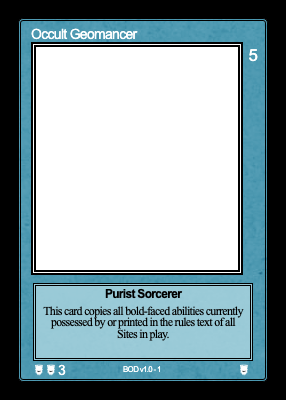 Occult Geomancer
5
Purist Sorcerer
This card copies all bold-faced abilities currently
possessed by or printed in the rules text of all
Sites in play.
3
BOD v1.0 - 1